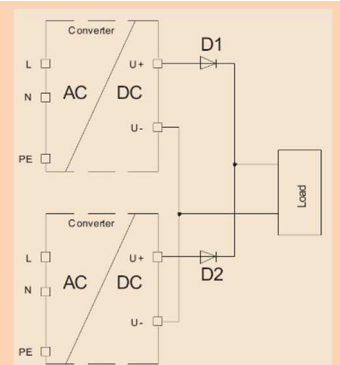 Converter
D1
L
U+
N
AC
DC
U-
PE
Load
Converter
L
U+
D2
N
AC
DC
U-
PE